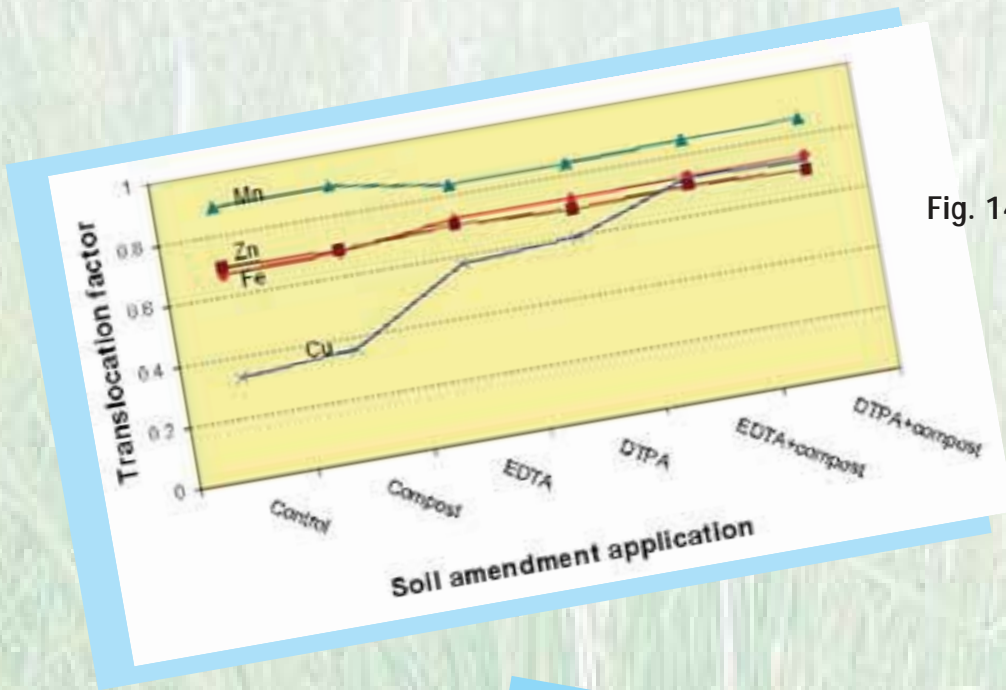 Translocation factor
1
0.8
0.6
0.4
0.2
0
Mn
Zn
Fe
Cu
Control
Compost
EDTA
DTPA
EDTA+compost
DTPA+compost
Soil amendment application
Fig. 14